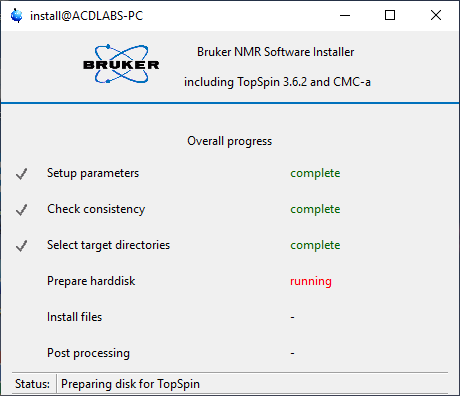 install@ACDLABS-PC
BRUKER
Bruker NMR Software Installer
including TopSpin 3.6.2 and CMC-a
Overall progress
Setup parameters complete
Check consistency complete
Select target directories complete
Prepare harddisk running
Install files -
Post processing -
Status: Preparing disk for TopSpin